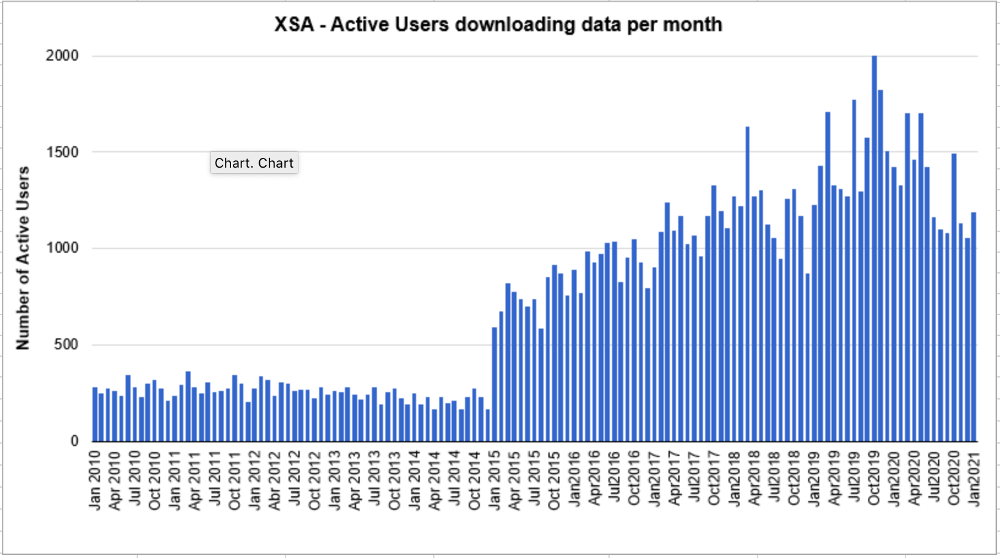 XSA - Active Users downloading data per month
Number of Active Users
2000
1500
1000
500
0
Chart. Chart
Jan 2010
Apr 2010
Jul 2010
Oct 2010
Jan 2011
Apr 2011
Jul 2011
Oct 2011
Jan 2012
Abr 2012
Jul 2012
Oct 2012
Jan 2013
Apr 2013
Jul 2013
Oct 2013
Jan 2014
Apr 2014
Jul 2014
Oct 2014
Jan 2015
Apr 2015
Jul 2015
Oct 2015
Jan2016
Apr2016
Jul2016
Oct2016
Jan2017
Apr2017
Jul2017
Oct2017
Jan2018
Apr2018
Jul2018
Oct2018
Jan2019
Apr2019
Jul2019
Oct2019
Jan2020
Apr2020
Jul2020
Oct2020
Jan2021